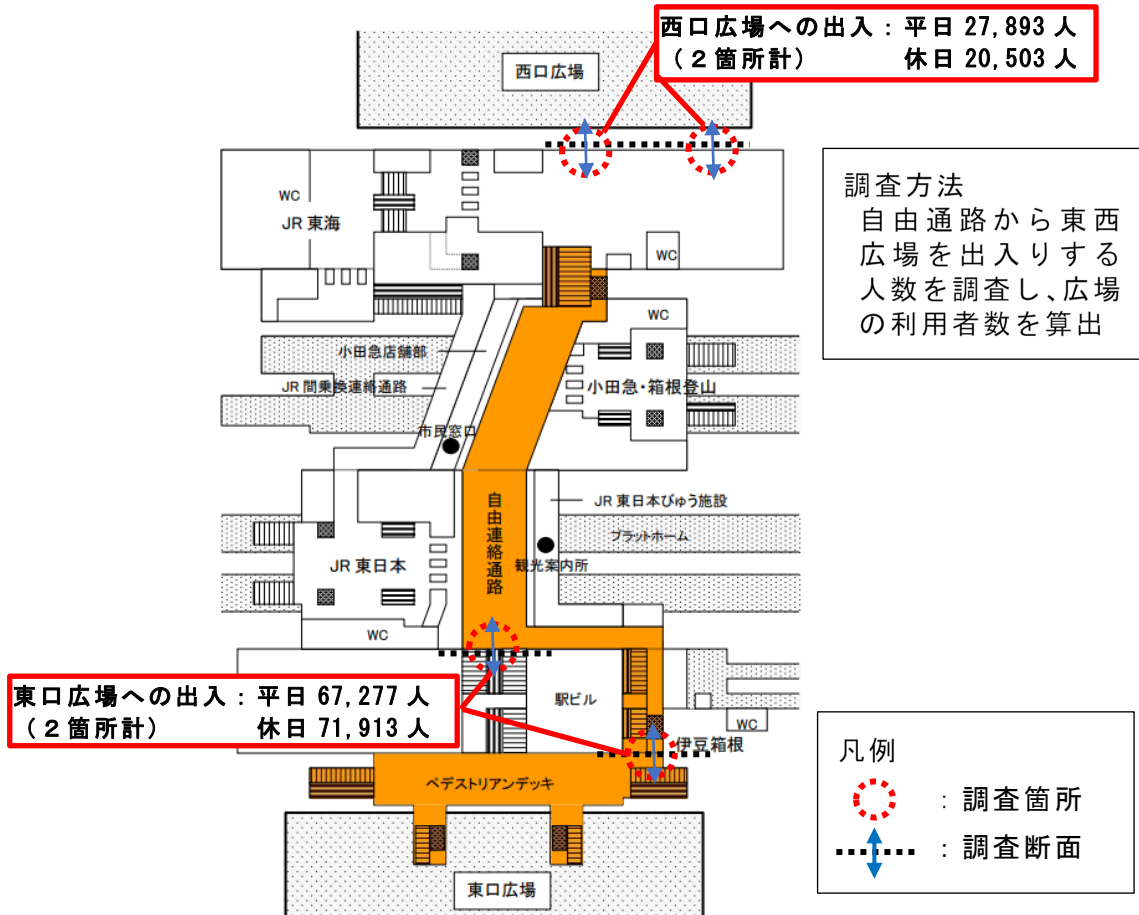 西口広場への出入：平日 27,893 人
（２箇所計） 休日 20,503 人
西口広場
調査方法
自由通路から東西
広場を出入りする
人数を調査し、広場
の利用者数を算出
WC
JR 東海
WC
WC
小田急店舗部
JR 間乗換連絡通路
小田急・箱根登山
市民窓口
自由連絡通路
JR 東日本びゅう施設
プラットホーム
観光案内所
JR 東日本
WC
東口広場への出入：平日 67,277 人
（２箇所計） 休日 71,913 人
駅ビル
WC
伊豆箱根
ペデストリアンデッキ
東口広場
凡例
：調査箇所
：調査断面